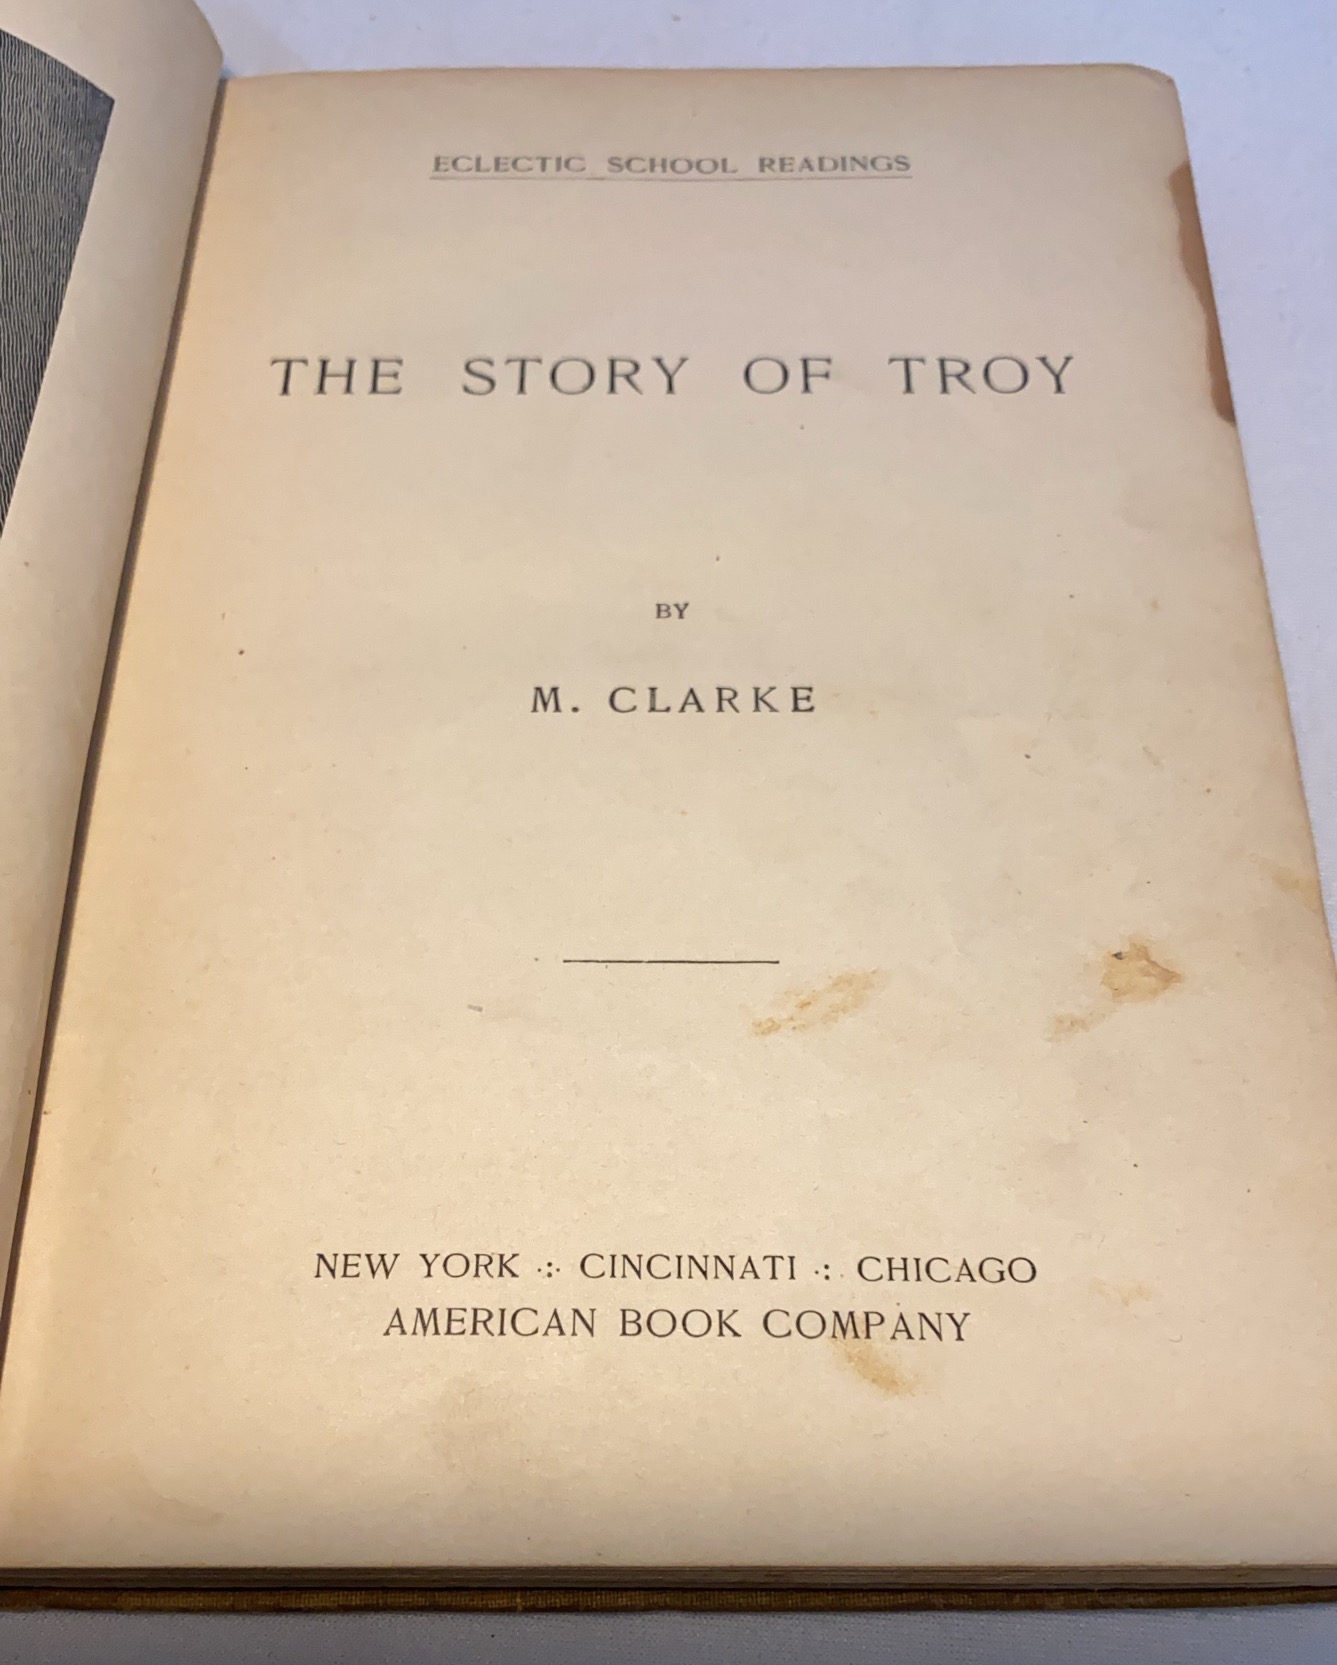 ECLECTIC SCHOOL READINGS
THE STORY OF TROY
BY
M. CLARKE
NEW YORK ·:· CINCINNATI ·:· CHICAGO
AMERICAN BOOK COMPANY